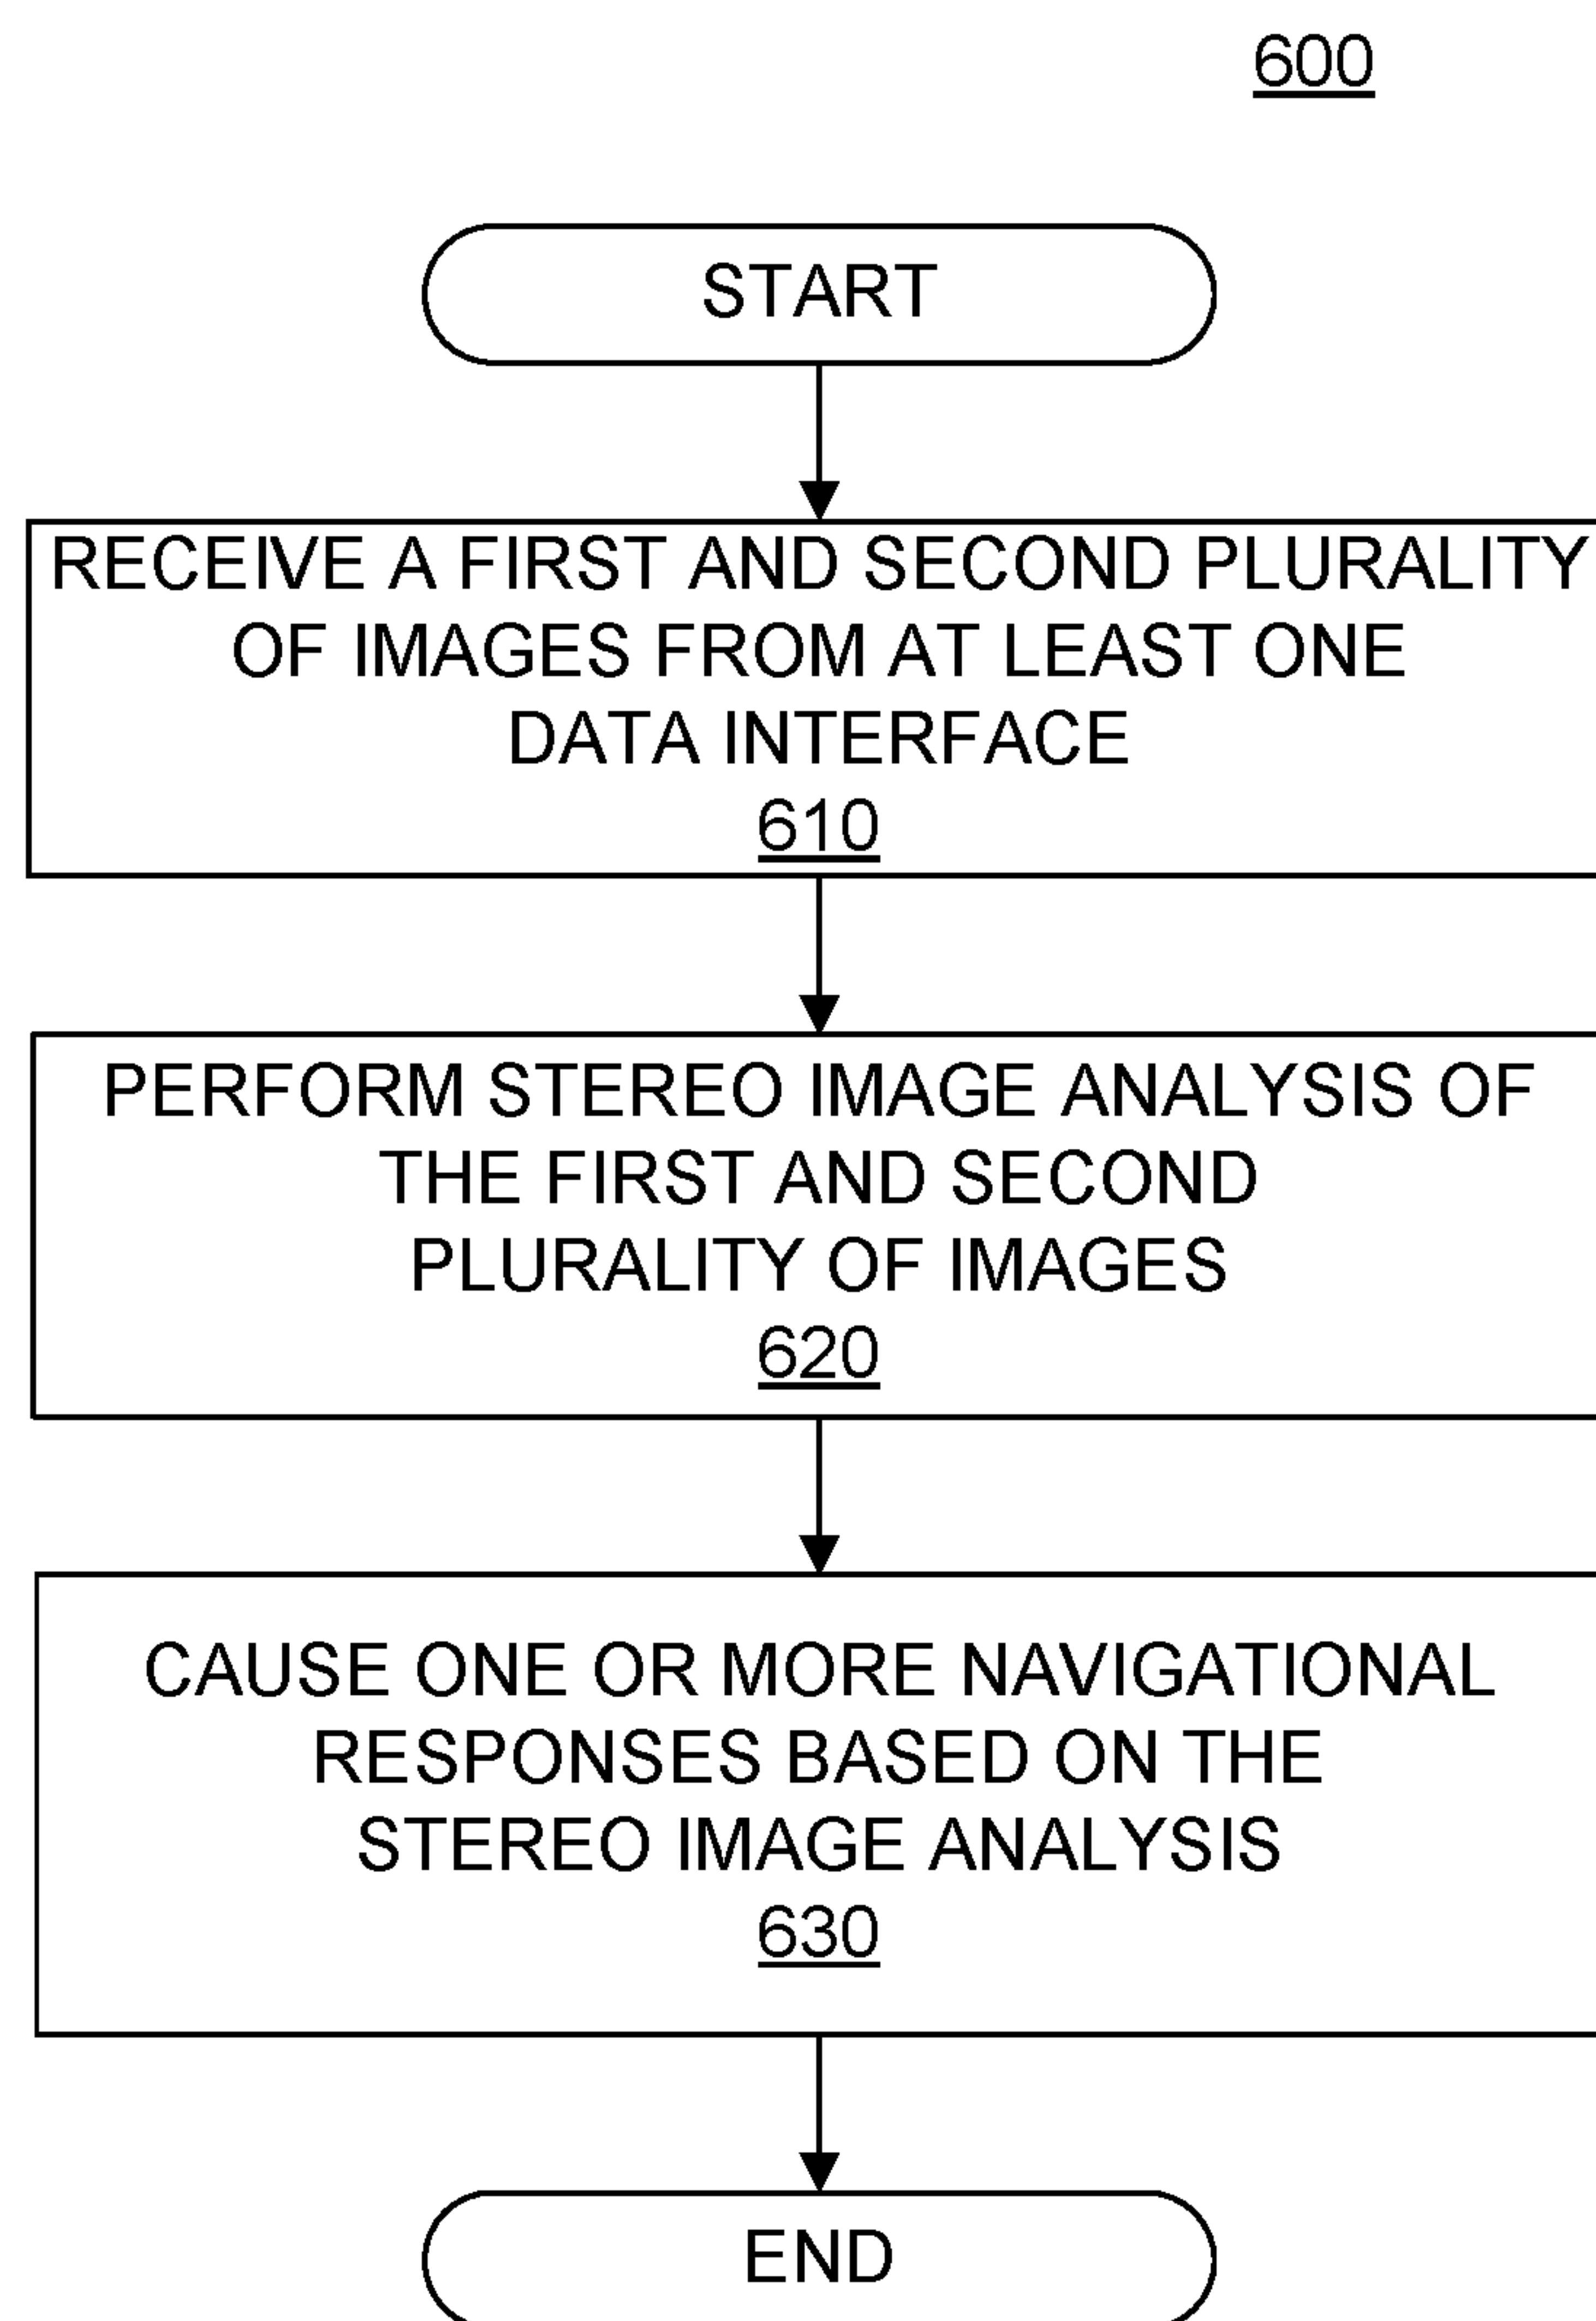 600
START
RECEIVE A FIRST AND SECOND PLURALITY
OF IMAGES FROM AT LEAST ONE
DATA INTERFACE
610
PERFORM STEREO IMAGE ANALYSIS OF
THE FIRST AND SECOND
PLURALITY OF IMAGES
620
CAUSE ONE OR MORE NAVIGATIONAL
RESPONSES BASED ON THE
STEREO IMAGE ANALYSIS
630
END